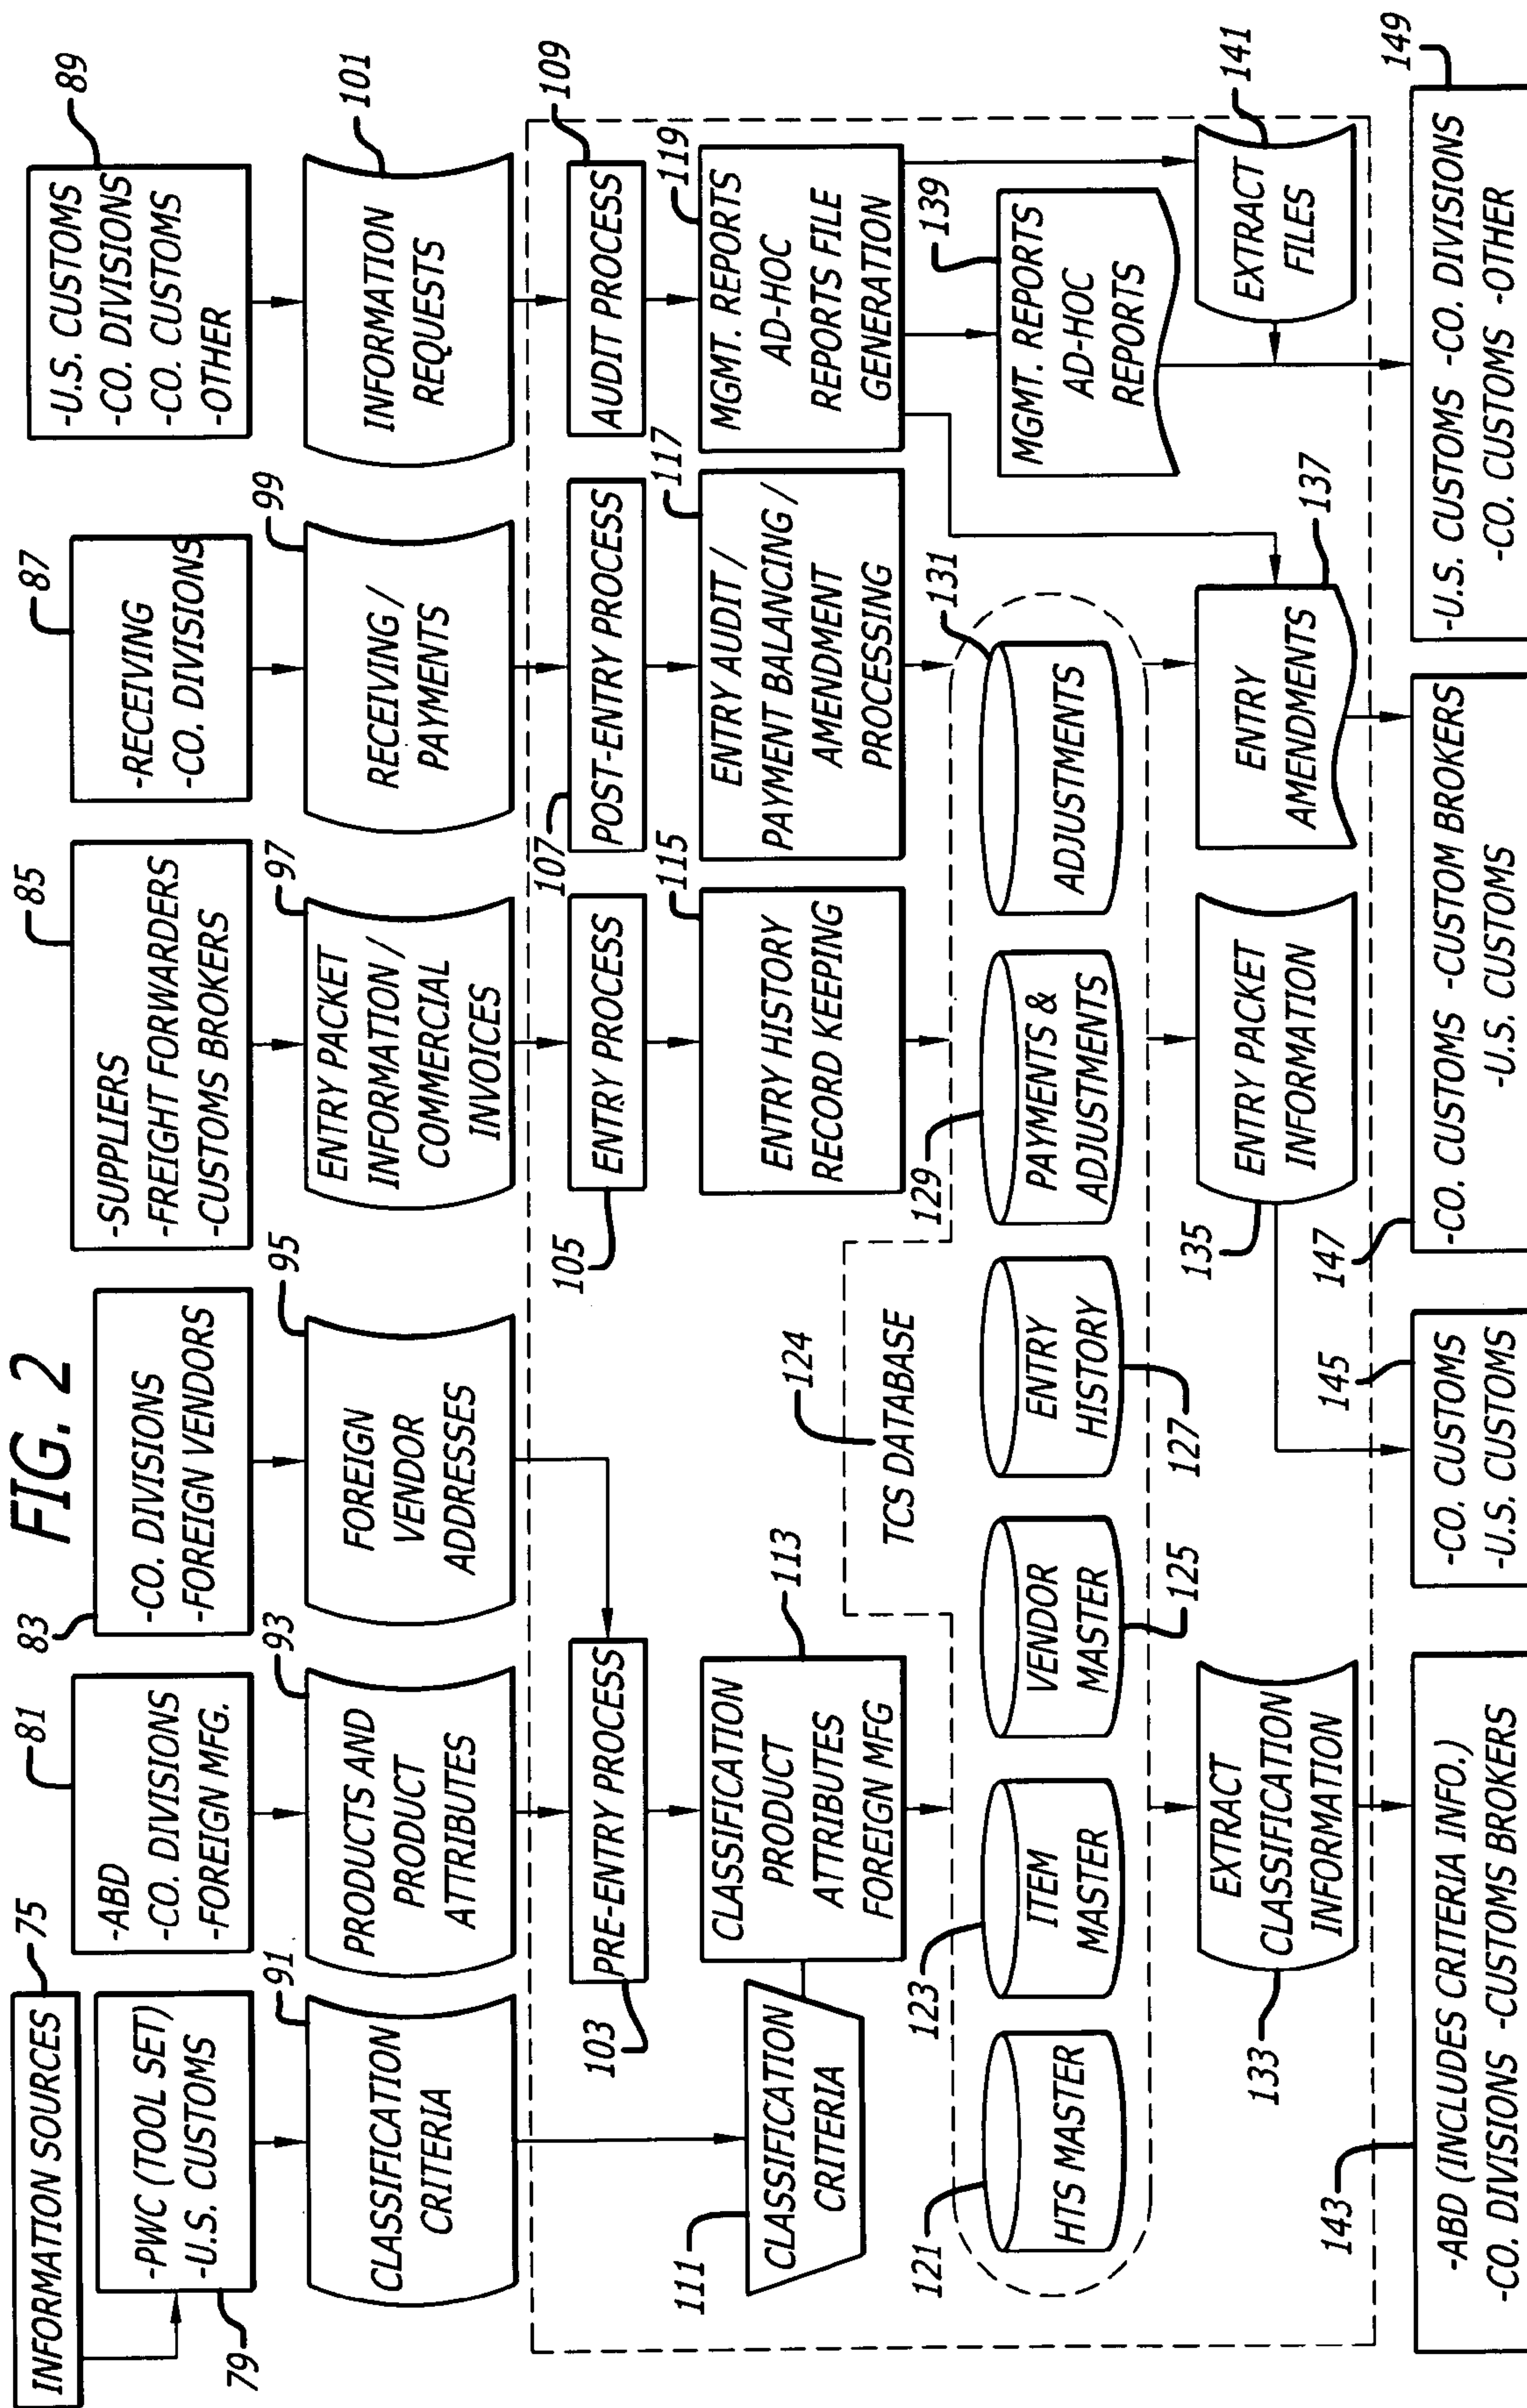 FIG. 2
INFORMATION SOURCES
75
-PWC (TOOL SET)
-U.S. CUSTOMS
79
-ABD
-CO. DIVISIONS
-FOREIGN MFG.
81
-CO. DIVISIONS
-FOREIGN VENDORS
83
-SUPPLIERS
-FREIGHT FORWARDERS
-CUSTOMS BROKERS
85
-RECEIVING
-CO. DIVISIONS
87
-U.S. CUSTOMS
-CO. DIVISIONS
-CO. CUSTOMS
-OTHER
89
CLASSIFICATION
CRITERIA
91
PRODUCTS AND
PRODUCT
ATTRIBUTES
93
FOREIGN
VENDOR
ADDRESSES
95
ENTRY PACKET
INFORMATION /
COMMERCIAL
INVOICES
97
RECEIVING /
PAYMENTS
99
INFORMATION
REQUESTS
101
PRE-ENTRY PROCESS
103
ENTRY PROCESS
105
POST-ENTRY PROCESS
107
AUDIT PROCESS
109
CLASSIFICATION
CRITERIA
111
CLASSIFICATION
PRODUCT
ATTRIBUTES
FOREIGN MFG
113
ENTRY HISTORY
RECORD KEEPING
115
ENTRY AUDIT /
PAYMENT BALANCING /
AMENDMENT
PROCESSING
117
MGMT. REPORTS
AD-HOC
REPORTS FILE
GENERATION
119
TCS DATABASE
124
HTS MASTER
121
ITEM
MASTER
123
VENDOR
MASTER
125
ENTRY
HISTORY
127
PAYMENTS &
ADJUSTMENTS
129
ADJUSTMENTS
131
MGMT. REPORTS
AD-HOC
REPORTS
139
EXTRACT
CLASSIFICATION
INFORMATION
133
ENTRY PACKET
INFORMATION
135
ENTRY
AMENDMENTS
137
EXTRACT
FILES
141
-ABD (INCLUDES CRITERIA INFO.)
-CO. DIVISIONS -CUSTOMS BROKERS
143
-CO. CUSTOMS
-U.S. CUSTOMS
145
-CO. CUSTOMS -CUSTOM BROKERS
-U.S. CUSTOMS
147
-U.S. CUSTOMS -CO. DIVISIONS
-CO. CUSTOMS -OTHER
149